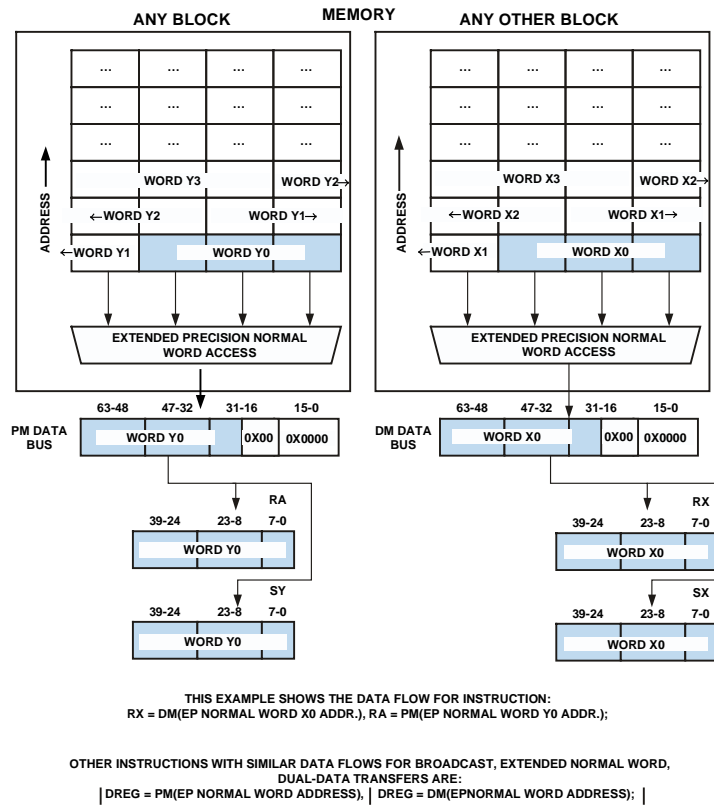 MEMORY
ANY BLOCK
ANY OTHER BLOCK
... ... ... ...
... ... ... ...
... ... ... ...
WORD Y3 WORD Y2→
←WORD Y2 WORD Y1→
←WORD Y1 WORD Y0
ADDRESS
EXTENDED PRECISION NORMAL
WORD ACCESS
... ... ... ...
... ... ... ...
... ... ... ...
WORD X3 WORD X2→
←WORD X2 WORD X1→
←WORD X1 WORD X0
ADDRESS
EXTENDED PRECISION NORMAL
WORD ACCESS
63-48 47-32 31-16 15-0
PM DATA
BUS
WORD Y0 0X00 0X0000
RA
39-24 23-8 7-0
WORD Y0
SY
39-24 23-8 7-0
WORD Y0
63-48 47-32 31-16 15-0
DM DATA
BUS
WORD X0 0X00 0X0000
RX
39-24 23-8 7-0
WORD X0
SX
39-24 23-8 7-0
WORD X0
THIS EXAMPLE SHOWS THE DATA FLOW FOR INSTRUCTION:
RX = DM(EP NORMAL WORD X0 ADDR.), RA = PM(EP NORMAL WORD Y0 ADDR.);
OTHER INSTRUCTIONS WITH SIMILAR DATA FLOWS FOR BROADCAST, EXTENDED NORMAL WORD,
DUAL-DATA TRANSFERS ARE:
| DREG = PM(EP NORMAL WORD ADDRESS), | DREG = DM(EPNORMAL WORD ADDRESS); |